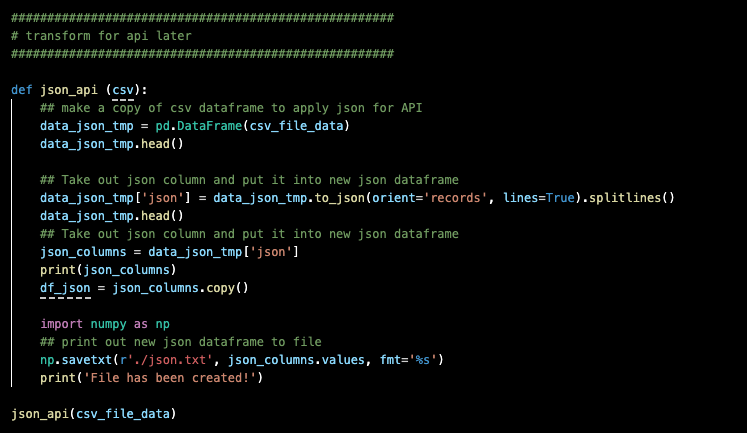 #####################################################
# transform for api later
#####################################################
def json_api (csv):
## make a copy of csv dataframe to apply json for API
data_json_tmp = pd.DataFrame(csv_file_data)
data_json_tmp.head()
## Take out json column and put it into new json dataframe
data_json_tmp['json'] = data_json_tmp.to_json(orient='records', lines=True).splitlines()
data_json_tmp.head()
## Take out json column and put it into new json dataframe
json_columns = data_json_tmp['json']
print(json_columns)
df_json = json_columns.copy()
import numpy as np
## print out new json dataframe to file
np.savetxt(r'./json.txt', json_columns.values, fmt='%s')
print('File has been created!')
json_api(csv_file_data)